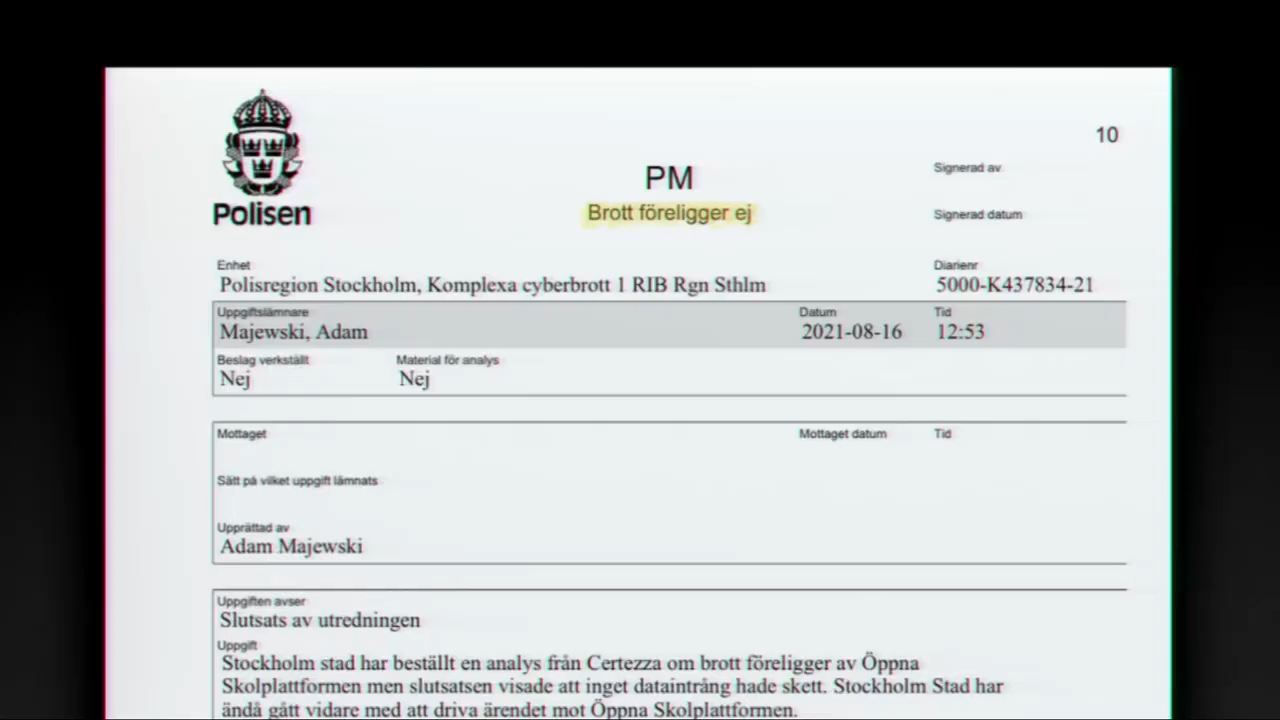 Polisen
10
PM
Brott föreligger ej
Signerad av
Signerad datum
Enhet
Polisregion Stockholm, Komplexa cyberbrott 1 RIB Rgn Sthlm
Diarienr
5000-K437834-21
Uppgiftslämnare
Majewski, Adam
Datum
2021-08-16
Tid
12:53
Beslag verkställt
Nej
Material för analys
Nej
Mottaget
Mottaget datum
Tid
Sätt på vilket uppgift lämnats
Upprättad av
Adam Majewski
Uppgiften avser
Slutsats av utredningen
Uppgift
Stockholm stad har beställt en analys från Certezza om brott föreligger av Öppna
Skolplattformen men slutsatsen visade att inget dataintrång hade skett. Stockholm Stad har
ändå gått vidare med att driva ärendet mot Öppna Skolplattformen.